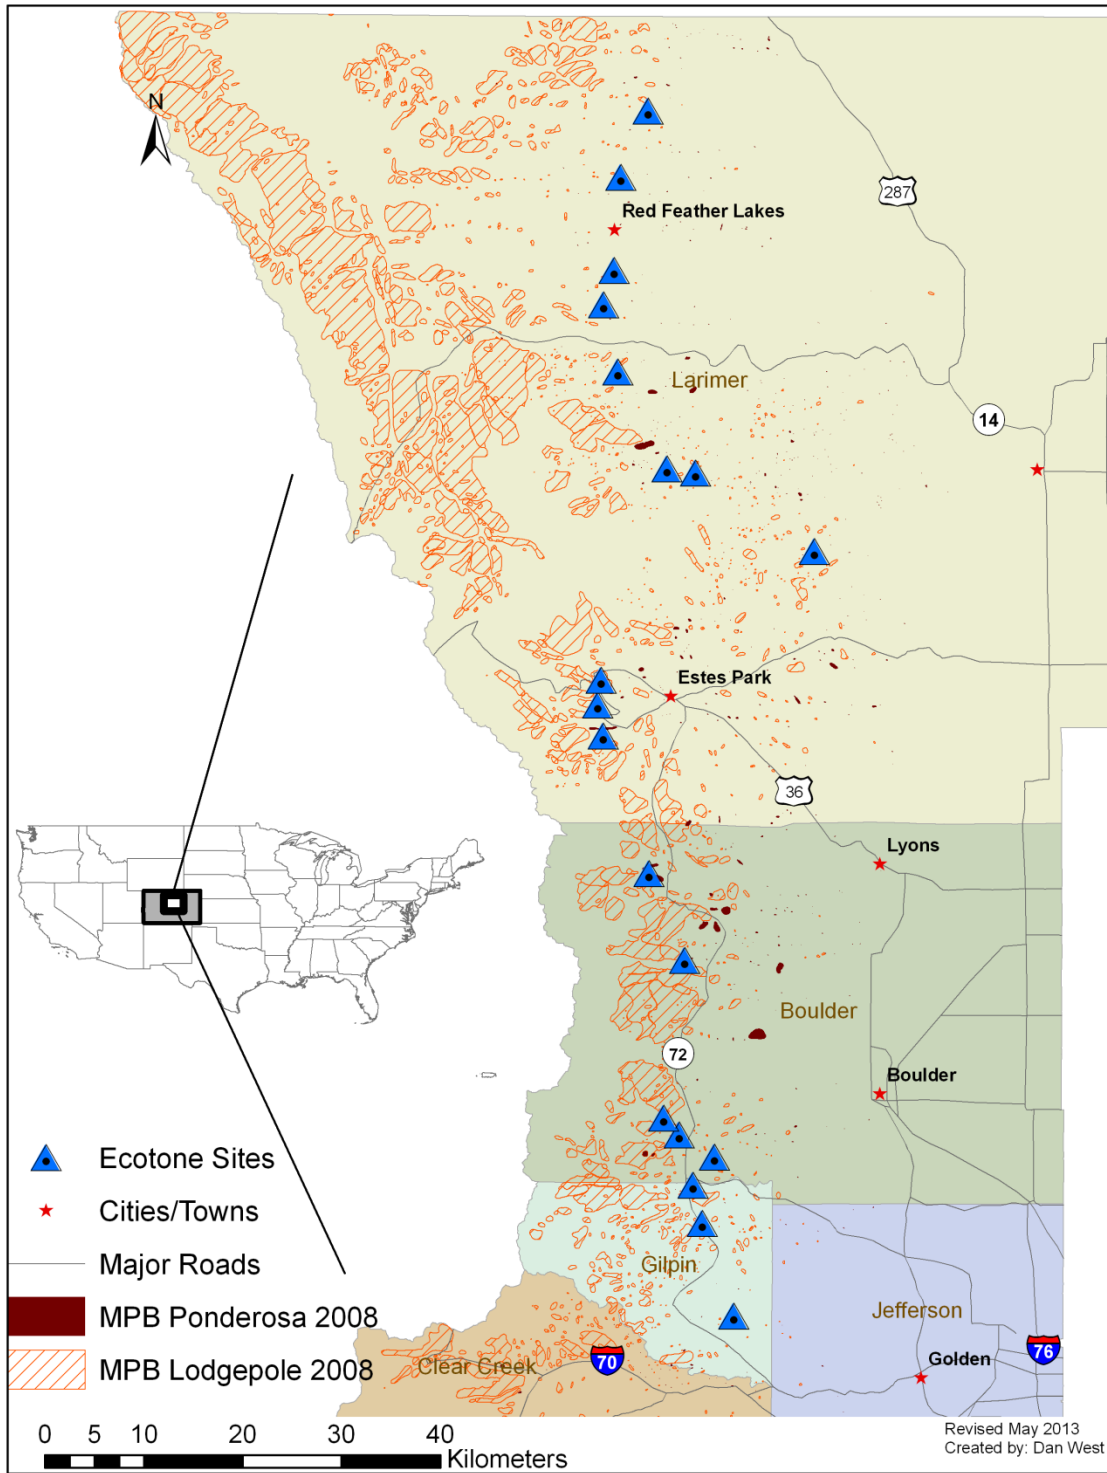 N
287
Red Feather Lakes
Larimer
14
Estes Park
36
Lyons
Boulder
72
Boulder
Ecotone Sites
Cities/Towns
Major Roads
Gilpin
MPB Ponderosa 2008
Jefferson
MPB Lodgepole 2008
Clear Creek
70
76
Golden
0 5 10 20 30 40
Kilometers
Revised May 2013
Created by: Dan West